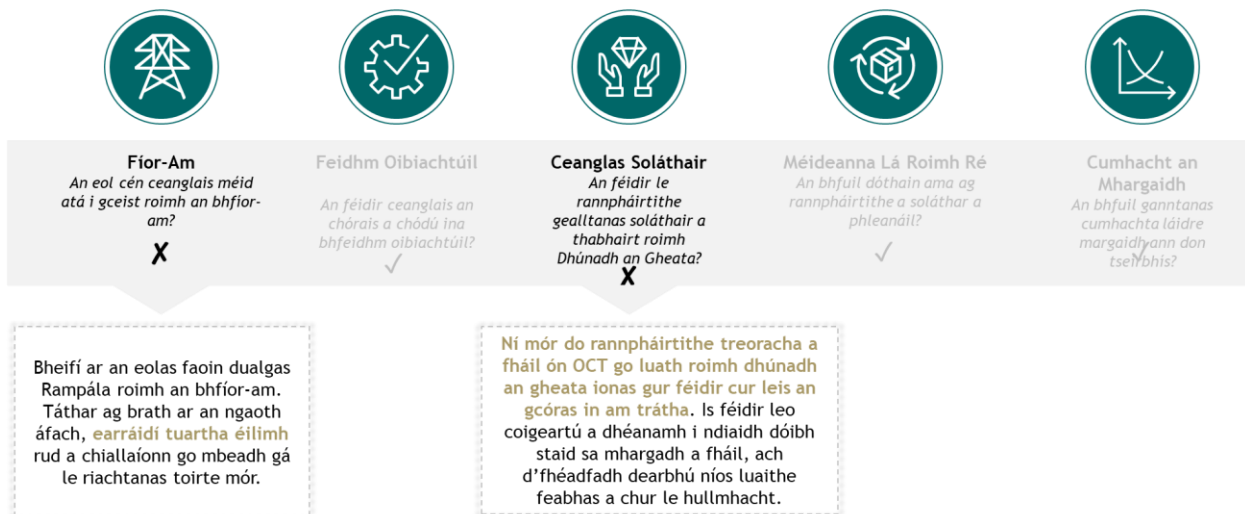 Fíor-Am
An eol cén ceanglais méid
atá i gceist roimh an bhfíor-
am?
✗
Feidhm Oibiachtúil
An féidir ceanglais an
chórais a chódú ina
bhfeidhm oibiachtúil?
✓
Ceanglas Soláthair
An féidir le
rannpháirtithe
gealltanas soláthair a
thabhairt roimh
Dhúnadh an Gheata?
✗
Méideanna Lá Roimh Ré
An bhfuil dóthain ama ag
rannpháirtithe a soláthar a
phleanáil?
✓
Cumhacht an
Mhargaidh
An bhfuil ganntanas
cumhachta láidre
margaidh ann don
tseirbhís?
✓
Bheifí ar an eolas faoin dualgas
Rampála roimh an bhfíor-am.
Táthar ag brath ar an ngaoth
áfach, earráidí tuartha éilimh
rud a chiallaíonn go mbeadh gá
le riachtanas toirte mór.
Ní mór do rannpháirtithe treoracha a
fháil ón OCT go luath roimh dhúnadh
an gheata ionas gur féidir cur leis an
gcóras in am trátha. Is féidir leo
coigeartú a dhéanamh i ndiaidh dóibh
staid sa mhargadh a fháil, ach
d'fhéadfadh dearbhú níos luaithe
feabhas a chur le hullmhacht.